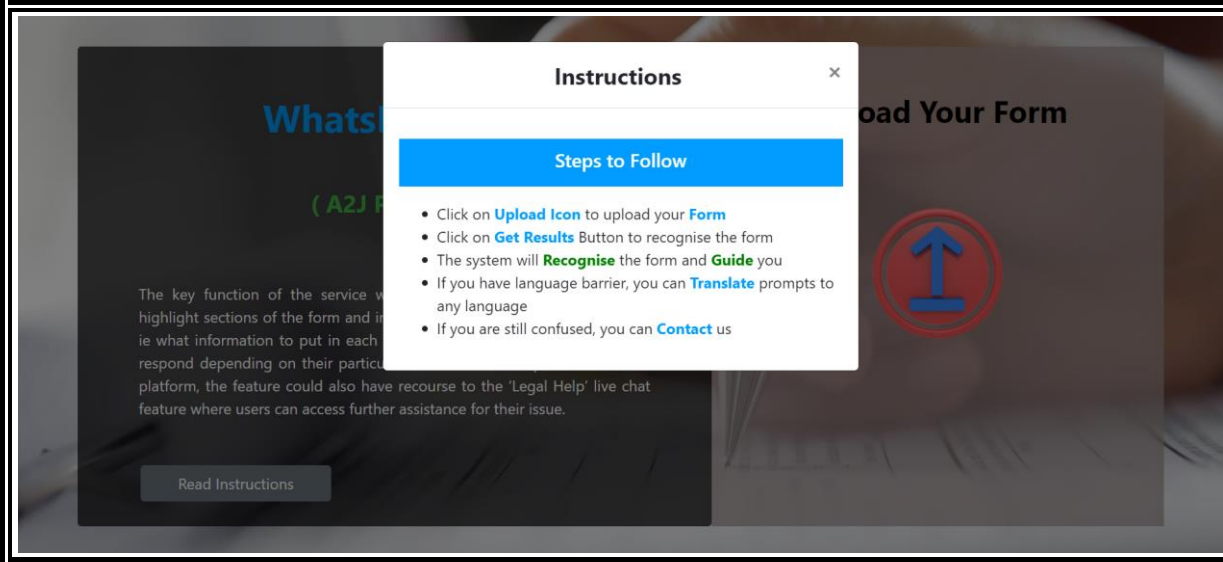 Instructions
×
Steps to Follow
• Click on Upload Icon to upload your Form
• Click on Get Results Button to recognise the form
• The system will Recognise the form and Guide you
• If you have language barrier, you can Translate prompts to
any language
• If you are still confused, you can Contact us
( A2J
The key function of the service
highlight sections of the form and
ie what information to put in each
respond depending on their
platform, the feature could also have recourse to the ‘Legal Help’ live chat
feature where users can access further assistance for their issue.
Read Instructions
Your Form